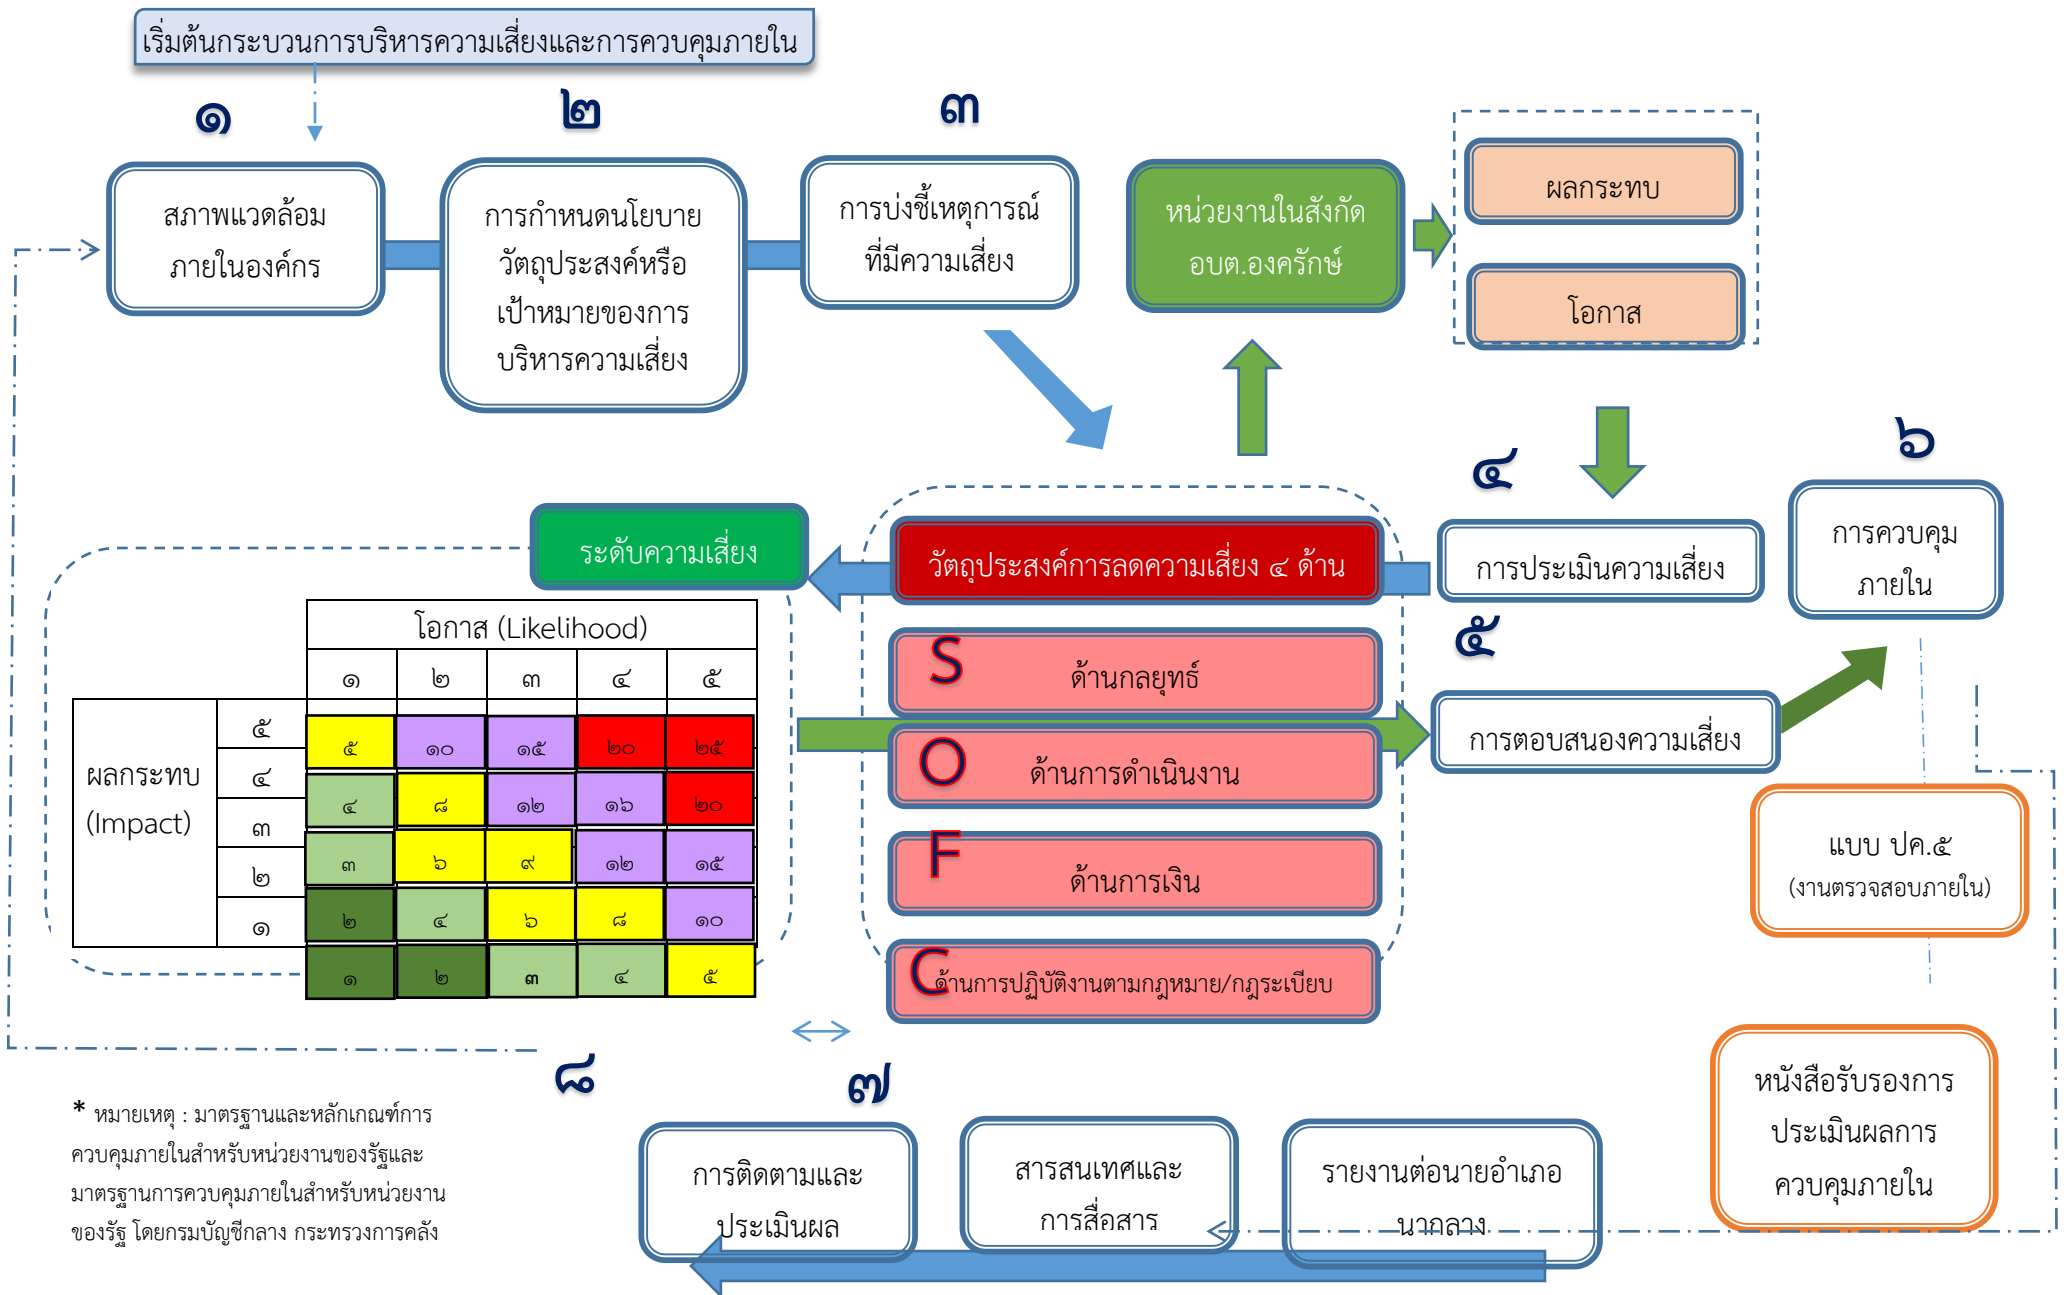 เริ่มต้นกระบวนการบริหารความเสี่ยงและการควบคุมภายใน
๑
๒
๓
สภาพแวดล้อม
ภายในองค์กร
การกำหนดนโยบาย
วัตถุประสงค์หรือ
เป้าหมายของการ
บริหารความเสี่ยง
การบ่งชี้เหตุการณ์
ที่มีความเสี่ยง
หน่วยงานในสังกัด
อบต.องครักษ์
ผลกระทบ
โอกาส
๔
การประเมินความเสี่ยง
๖
การควบคุม
ภายใน
ระดับความเสี่ยง
วัตถุประสงค์การลดความเสี่ยง ๔ ด้าน
S ด้านกลยุทธ์
O ด้านการดำเนินงาน
F ด้านการเงิน
C ด้านการปฏิบัติงานตามกฎหมาย/กฎระเบียบ
๕
การตอบสนองความเสี่ยง
โอกาส (Likelihood)
๑ ๒ ๓ ๔ ๕
ผลกระทบ
(Impact)
๕
๔
๓
๒
๑
๕ ๑๐ ๑๕ ๒๐ ๒๕
๔ ๘ ๑๒ ๑๖ ๒๐
๓ ๖ ๙ ๑๒ ๑๕
๒ ๔ ๖ ๘ ๑๐
๑ ๒ ๓ ๔ ๕
แบบ ปค.๕
(งานตรวจสอบภายใน)
หนังสือรับรองการ
ประเมินผลการ
ควบคุมภายใน
๘
๗
การติดตามและ
ประเมินผล
สารสนเทศและ
การสื่อสาร
รายงานต่อนายอำเภอ
นากลาง
* หมายเหตุ : มาตรฐานและหลักเกณฑ์การ
ควบคุมภายในสำหรับหน่วยงานของรัฐและ
มาตรฐานการควบคุมภายในสำหรับหน่วยงาน
ของรัฐ โดยกรมบัญชีกลาง กระทรวงการคลัง